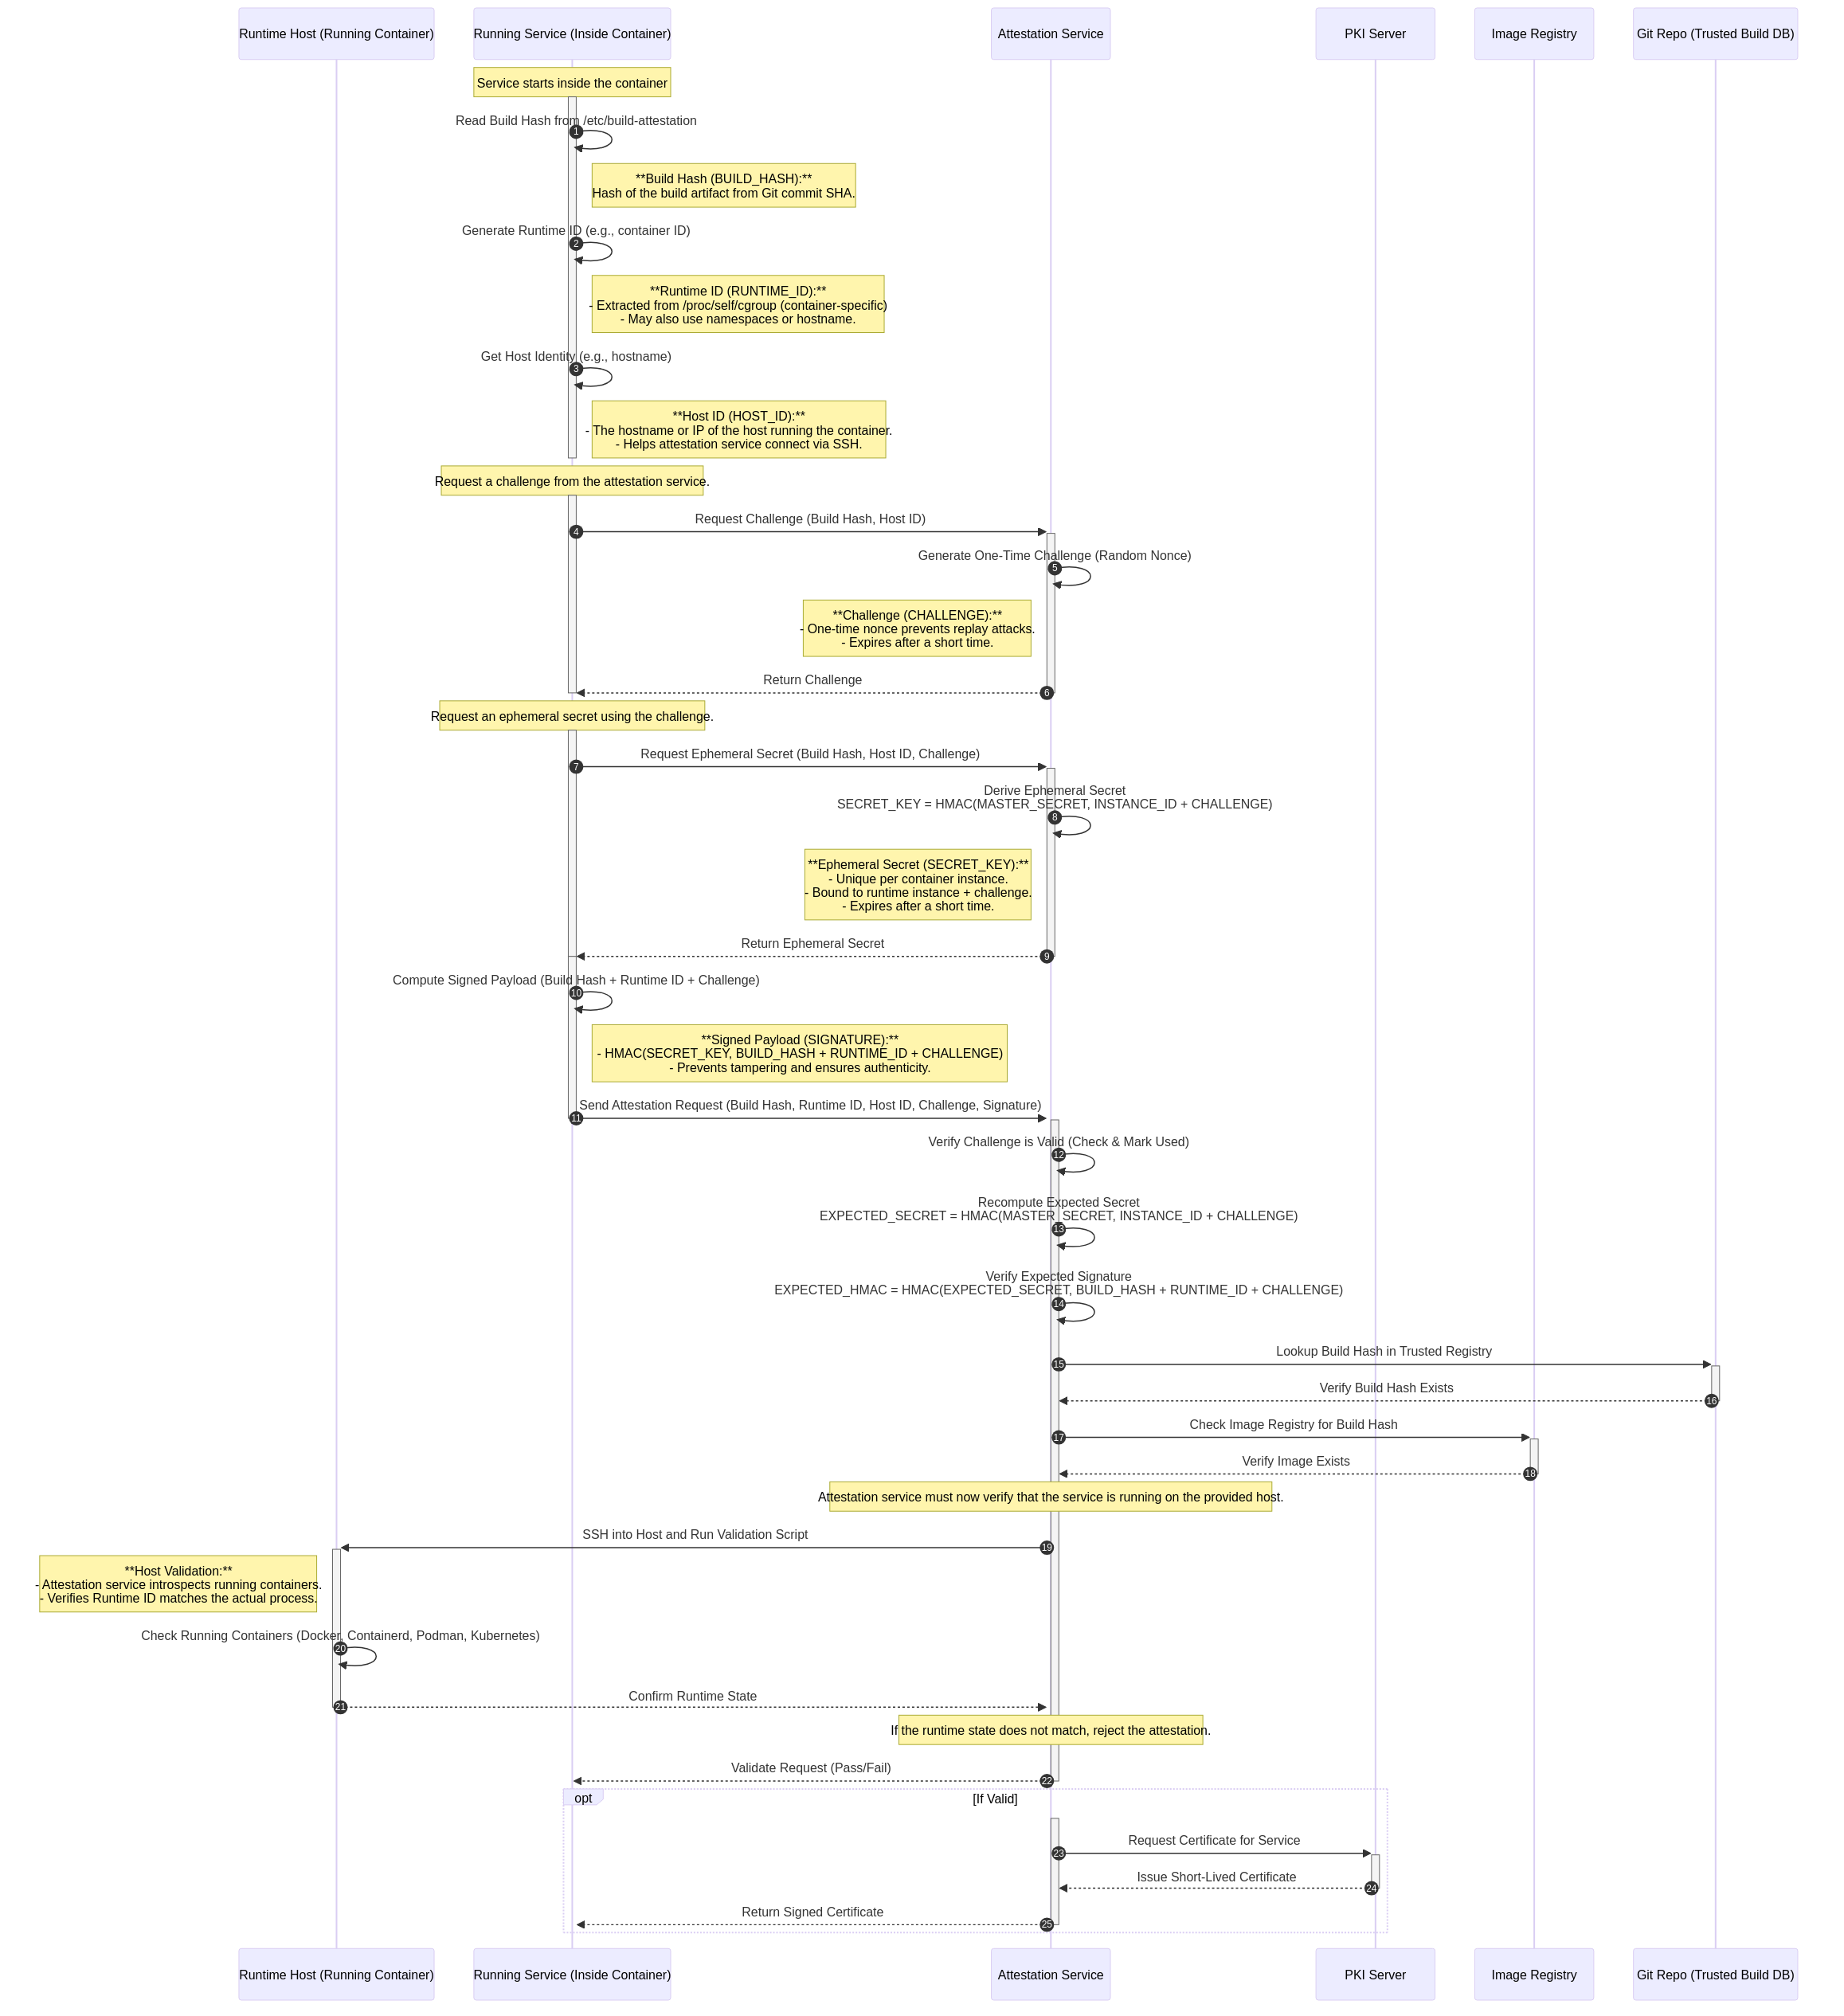 Runtime Host (Running Container)
Running Service (Inside Container)
Attestation Service
PKI Server
Image Registry
Git Repo (Trusted Build DB)
Service starts inside the container
Read Build Hash from /etc/build-attestation
1
**Build Hash (BUILD_HASH):**
Hash of the build artifact from Git commit SHA.
Generate Runtime ID (e.g., container ID)
2
**Runtime ID (RUNTIME_ID):**
- Extracted from /proc/self/cgroup (container-specific)
- May also use namespaces or hostname.
Get Host Identity (e.g., hostname)
3
**Host ID (HOST_ID):**
- The hostname or IP of the host running the container.
- Helps attestation service connect via SSH.
Request a challenge from the attestation service.
Request Challenge (Build Hash, Host ID)
4
Generate One-Time Challenge (Random Nonce)
5
**Challenge (CHALLENGE):**
- One-time nonce prevents replay attacks.
- Expires after a short time.
Return Challenge
6
Request an ephemeral secret using the challenge.
Request Ephemeral Secret (Build Hash, Host ID, Challenge)
7
Derive Ephemeral Secret
SECRET_KEY = HMAC(MASTER_SECRET, INSTANCE_ID + CHALLENGE)
8
**Ephemeral Secret (SECRET_KEY):**
- Unique per container instance.
- Bound to runtime instance + challenge.
- Expires after a short time.
Return Ephemeral Secret
9
Compute Signed Payload (Build Hash + Runtime ID + Challenge)
10
**Signed Payload (SIGNATURE):**
- HMAC(SECRET_KEY, BUILD_HASH + RUNTIME_ID + CHALLENGE)
- Prevents tampering and ensures authenticity.
Send Attestation Request (Build Hash, Runtime ID, Host ID, Challenge, Signature)
11
Verify Challenge is Valid (Check & Mark Used)
12
Recompute Expected Secret
EXPECTED_SECRET = HMAC(MASTER_SECRET, INSTANCE_ID + CHALLENGE)
13
Verify Expected Signature
EXPECTED_HMAC = HMAC(EXPECTED_SECRET, BUILD_HASH + RUNTIME_ID + CHALLENGE)
14
Lookup Build Hash in Trusted Registry
15
Verify Build Hash Exists
16
Check Image Registry for Build Hash
17
Verify Image Exists
18
Attestation service must now verify that the service is running on the provided host.
SSH into Host and Run Validation Script
19
**Host Validation:**
- Attestation service introspects running containers.
- Verifies Runtime ID matches the actual process.
Check Running Containers (Docker, Containerd, Podman, Kubernetes)
20
Confirm Runtime State
21
If the runtime state does not match, reject the attestation.
Validate Request (Pass/Fail)
22
opt
[If Valid]
Request Certificate for Service
23
Issue Short-Lived Certificate
24
Return Signed Certificate
25
Runtime Host (Running Container)
Running Service (Inside Container)
Attestation Service
PKI Server
Image Registry
Git Repo (Trusted Build DB)